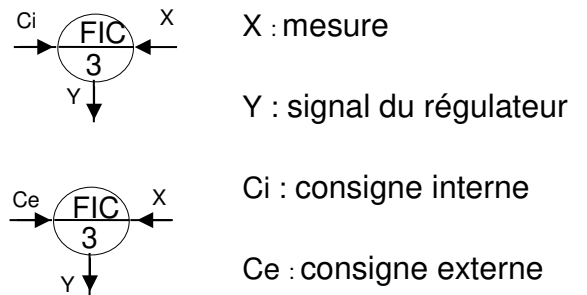 Ci FIC X
3
Y
Ce FIC X
3
Y
X : mesure
Y : signal du régulateur
Ci : consigne interne
Ce : consigne externe